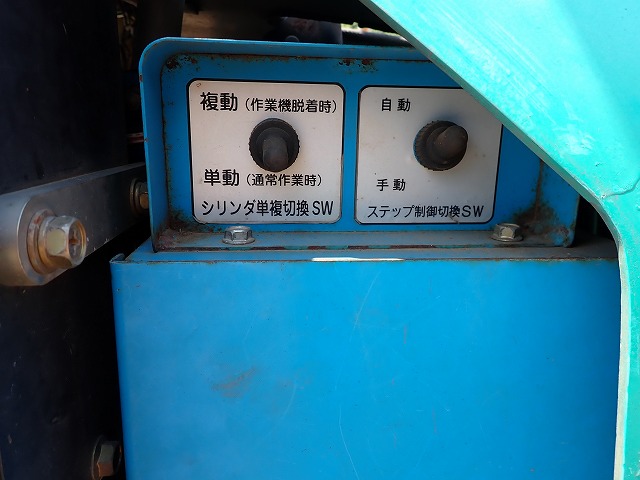 複動（作業機脱着時）
単動（通常作業時）
シリンダ単複切換SW
自動
手動
ステップ制御切換SW